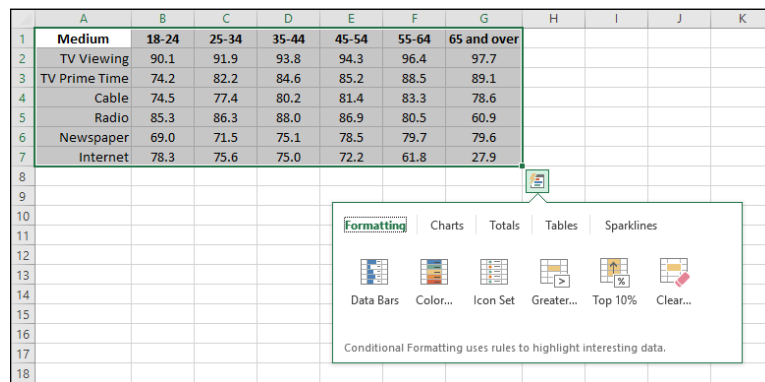 A B C D E F G H I J K
1 Medium 18-24 25-34 35-44 45-54 55-64 65 and over
2 TV Viewing 90.1 91.9 93.8 94.3 96.4 97.7
3 TV Prime Time 74.2 82.2 84.6 85.2 88.5 89.1
4 Cable 74.5 77.4 80.2 81.4 83.3 78.6
5 Radio 85.3 86.3 88.0 86.9 80.5 60.9
6 Newspaper 69.0 71.5 75.1 78.5 79.7 79.6
7 Internet 78.3 75.6 75.0 72.2 61.8 27.9
8
9
10
11
12
13
14
15
16
17
18
Formatting Charts Totals Tables Sparklines
Data Bars Color... Icon Set Greater... Top 10% Clear...
Conditional Formatting uses rules to highlight interesting data.